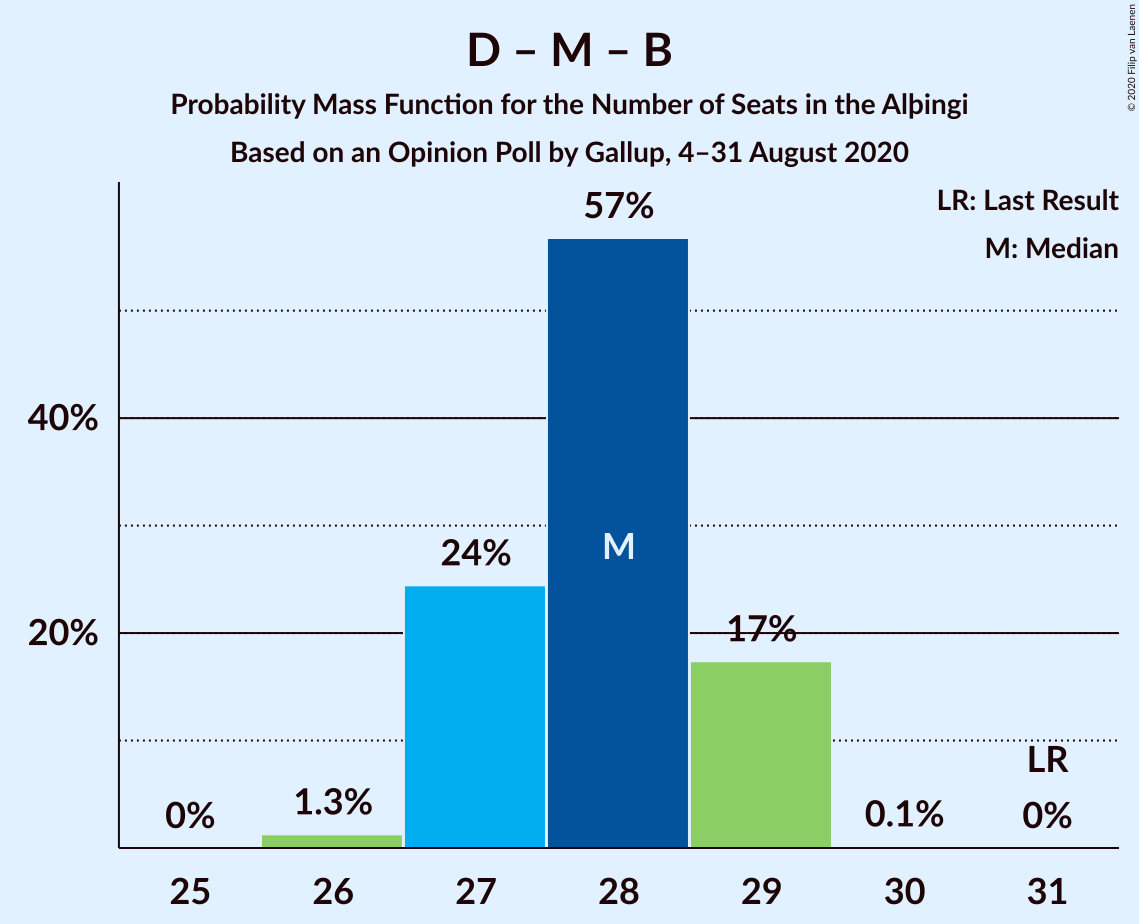 D – M – B
Probability Mass Function for the Number of Seats in the Alþingi
Based on an Opinion Poll by Gallup, 4–31 August 2020
© 2020 Filip van Laenen
LR: Last Result
M: Median
57%
40%
24%
M
20%
17%
LR
0%
1.3%
0.1%
0%
25 26 27 28 29 30 31